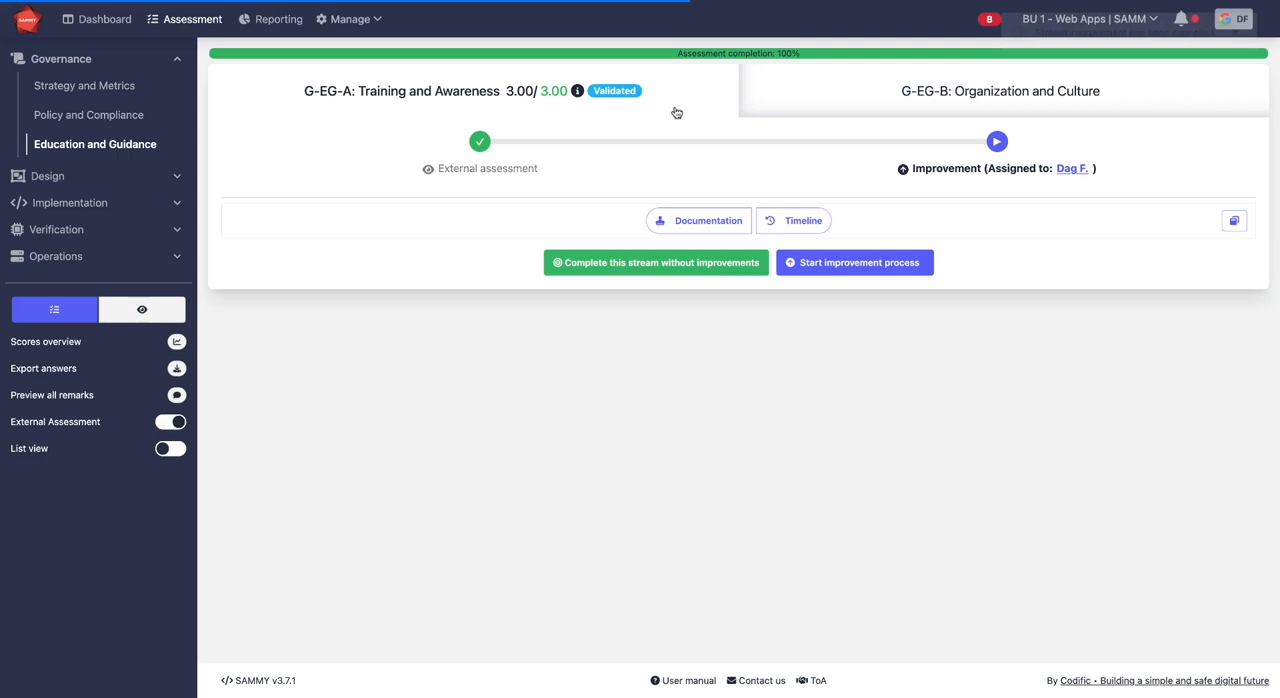 SAMMY
Dashboard
Assessment
Reporting
Manage
8
BU 1 - Web Apps | SAMM
DF
Assessment completion: 100%
Governance
Strategy and Metrics
Policy and Compliance
Education and Guidance
Design
Implementation
Verification
Operations
Scores overview
Export answers
Preview all remarks
External Assessment
List view
G-EG-A: Training and Awareness 3.00/ 3.00 Validated
G-EG-B: Organization and Culture
External assessment
Improvement (Assigned to: Dag F. )
Documentation
Timeline
Complete this stream without improvements
Start improvement process
</> SAMMY v3.7.1
User manual
Contact us
ToA
By Codific • Building a simple and safe digital future